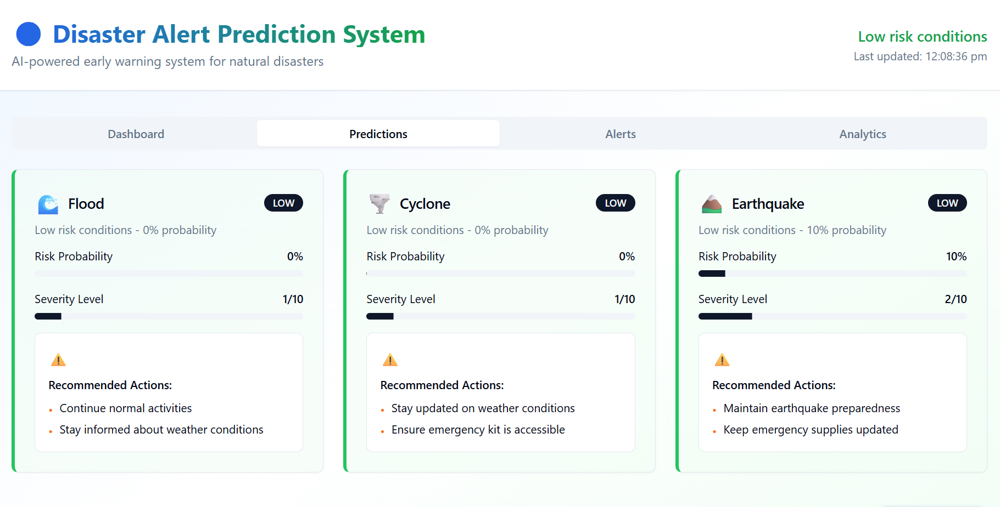 Disaster Alert Prediction System
AI-powered early warning system for natural disasters
Low risk conditions
Last updated: 12:08:36 pm
Dashboard
Predictions
Alerts
Analytics
Flood
LOW
Low risk conditions - 0% probability
Risk Probability
0%
Severity Level
1/10
Recommended Actions:
• Continue normal activities
• Stay informed about weather conditions
Cyclone
LOW
Low risk conditions - 0% probability
Risk Probability
0%
Severity Level
1/10
Recommended Actions:
• Stay updated on weather conditions
• Ensure emergency kit is accessible
Earthquake
LOW
Low risk conditions - 10% probability
Risk Probability
10%
Severity Level
2/10
Recommended Actions:
• Maintain earthquake preparedness
• Keep emergency supplies updated